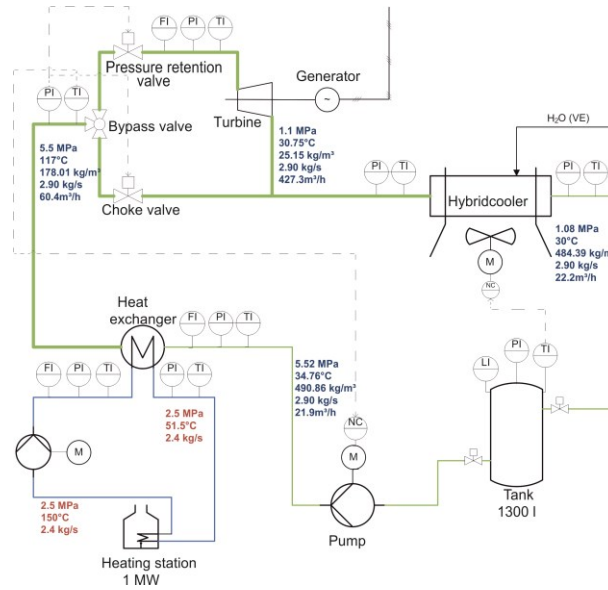 FI PI TI
Pressure retention
valve
Generator
~
Turbine
PI TI
Bypass valve
5.5 MPa
117°C
178.01 kg/m³
2.90 kg/s
60.4m³/h
Choke valve
1.1 MPa
30.75°C
25.15 kg/m³
2.90 kg/s
427.3m³/h
H₂O (VE)
PI TI
PI TI
Hybridcooler
1.08 MPa
30°C
484.39 kg/m
2.90 kg/s
22.2m³/h
M
NC
Heat
exchanger
M
FI PI TI
FI PI TI
PI TI
2.5 MPa
51.5°C
2.4 kg/s
5.52 MPa
34.76°C
490.86 kg/m³
2.90 kg/s
21.9m³/h
NC
M
Pump
LI PI TI
Tank
1300 l
M
2.5 MPa
150°C
2.4 kg/s
Heating station
1 MW